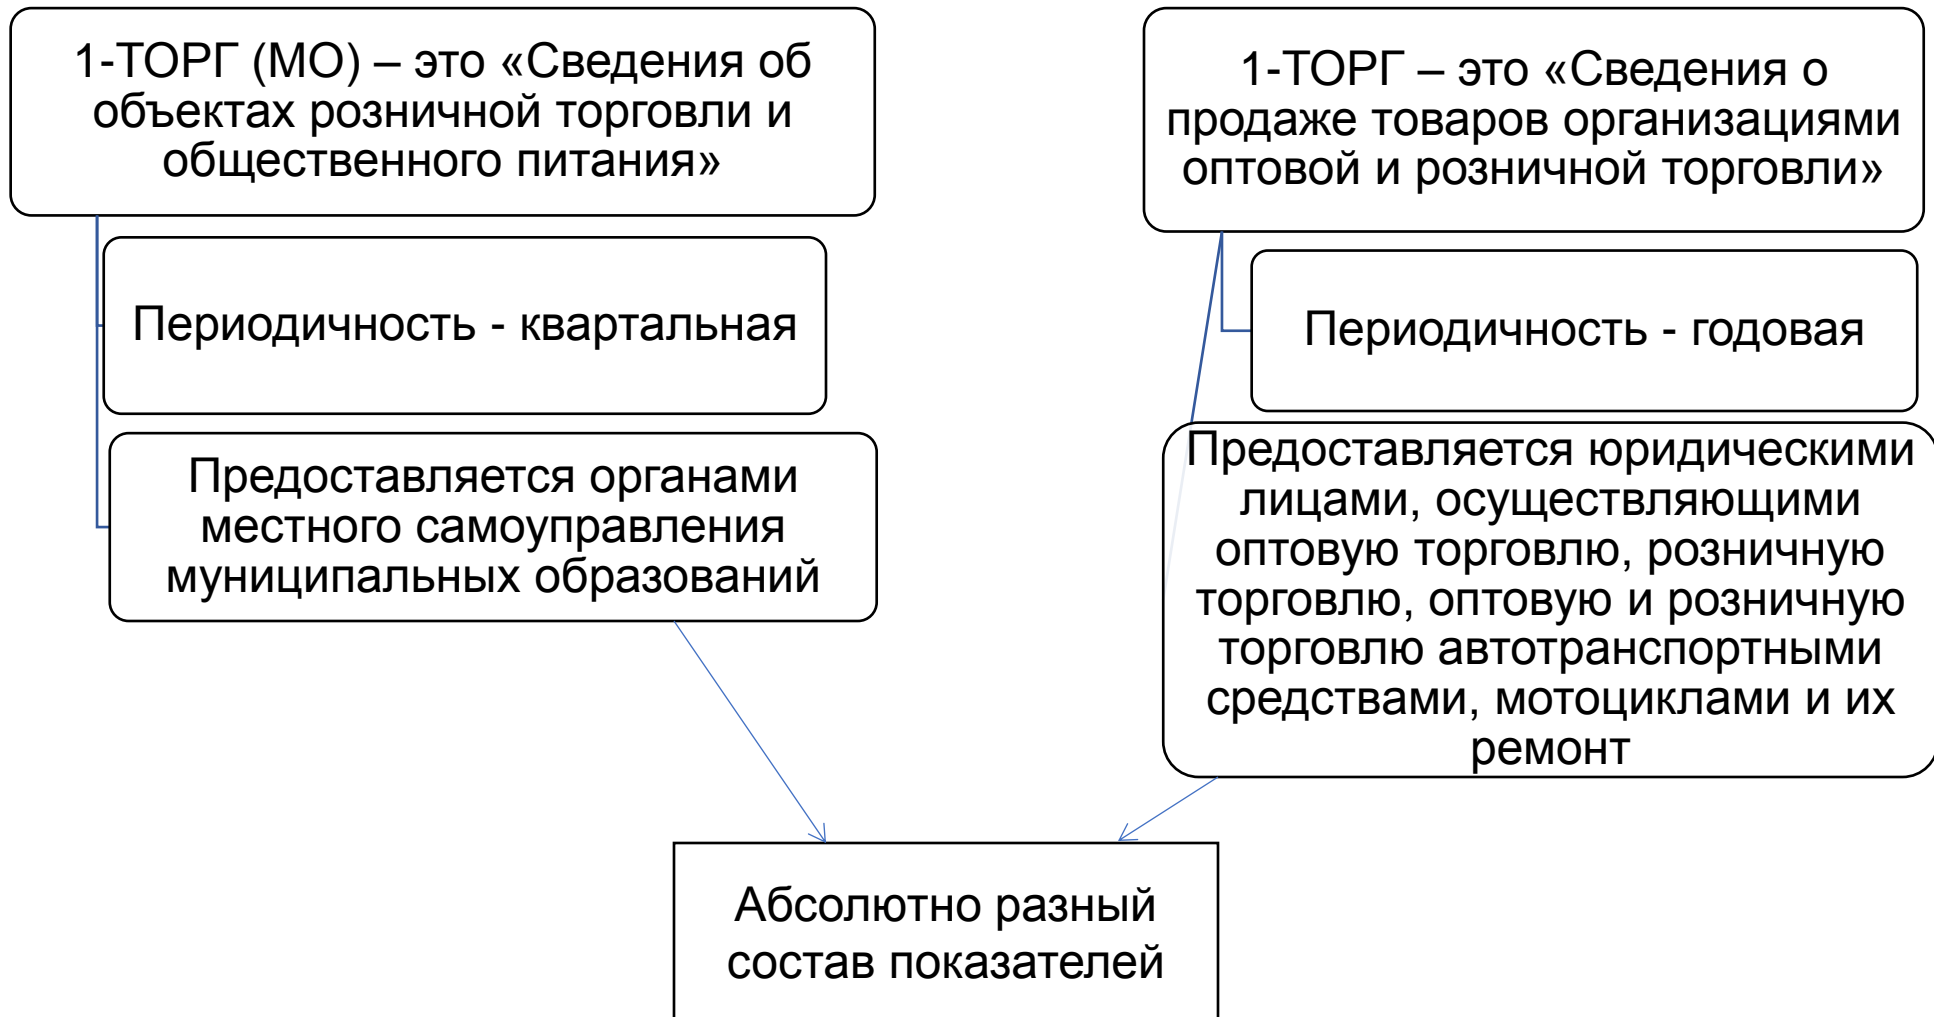 1-ТОРГ (МО) – это «Сведения об
объектах розничной торговли и
общественного питания»
Периодичность - квартальная
Предоставляется органами
местного самоуправления
муниципальных образований
1-ТОРГ – это «Сведения о
продаже товаров организациями
оптовой и розничной торговли»
Периодичность - годовая
Предоставляется юридическими
лицами, осуществляющими
оптовую торговлю, розничную
торговлю, оптовую и розничную
торговлю автотранспортными
средствами, мотоциклами и их
ремонт
Абсолютно разный
состав показателей